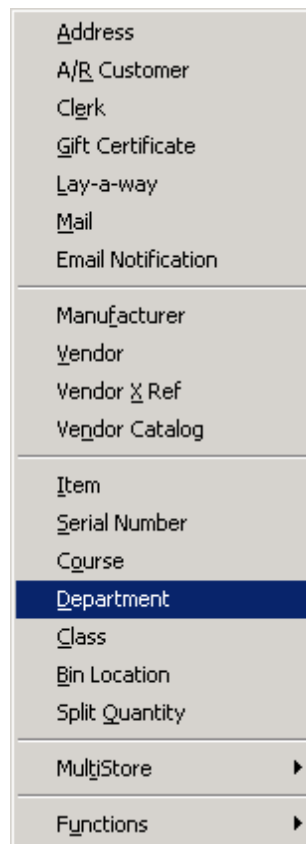 Address
A/R Customer
Clerk
Gift Certificate
Lay-a-way
Mail
Email Notification
Manufacturer
Vendor
Vendor X Ref
Vendor Catalog
Item
Serial Number
Course
Department
Class
Bin Location
Split Quantity
MultiStore
Functions